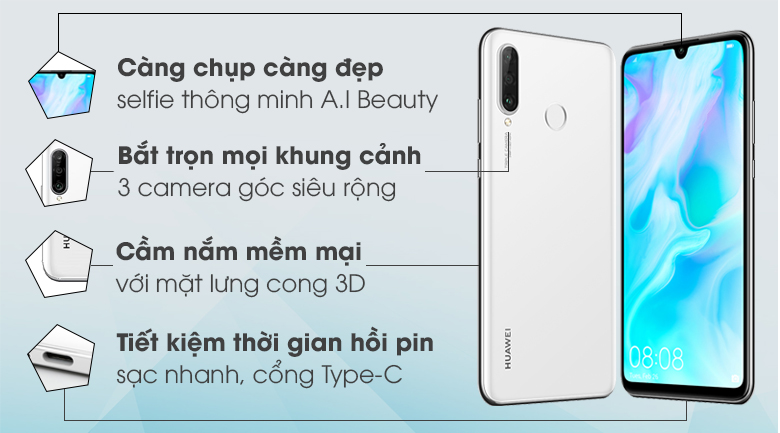 Càng chụp càng đẹp
selfie thông minh A.I Beauty
Bắt trọn mọi khung cảnh
3 camera góc siêu rộng
Cầm nắm mềm mại
với mặt lưng cong 3D
Tiết kiệm thời gian hồi pin
sạc nhanh, cổng Type-C
HUAWEI
08:08
HU